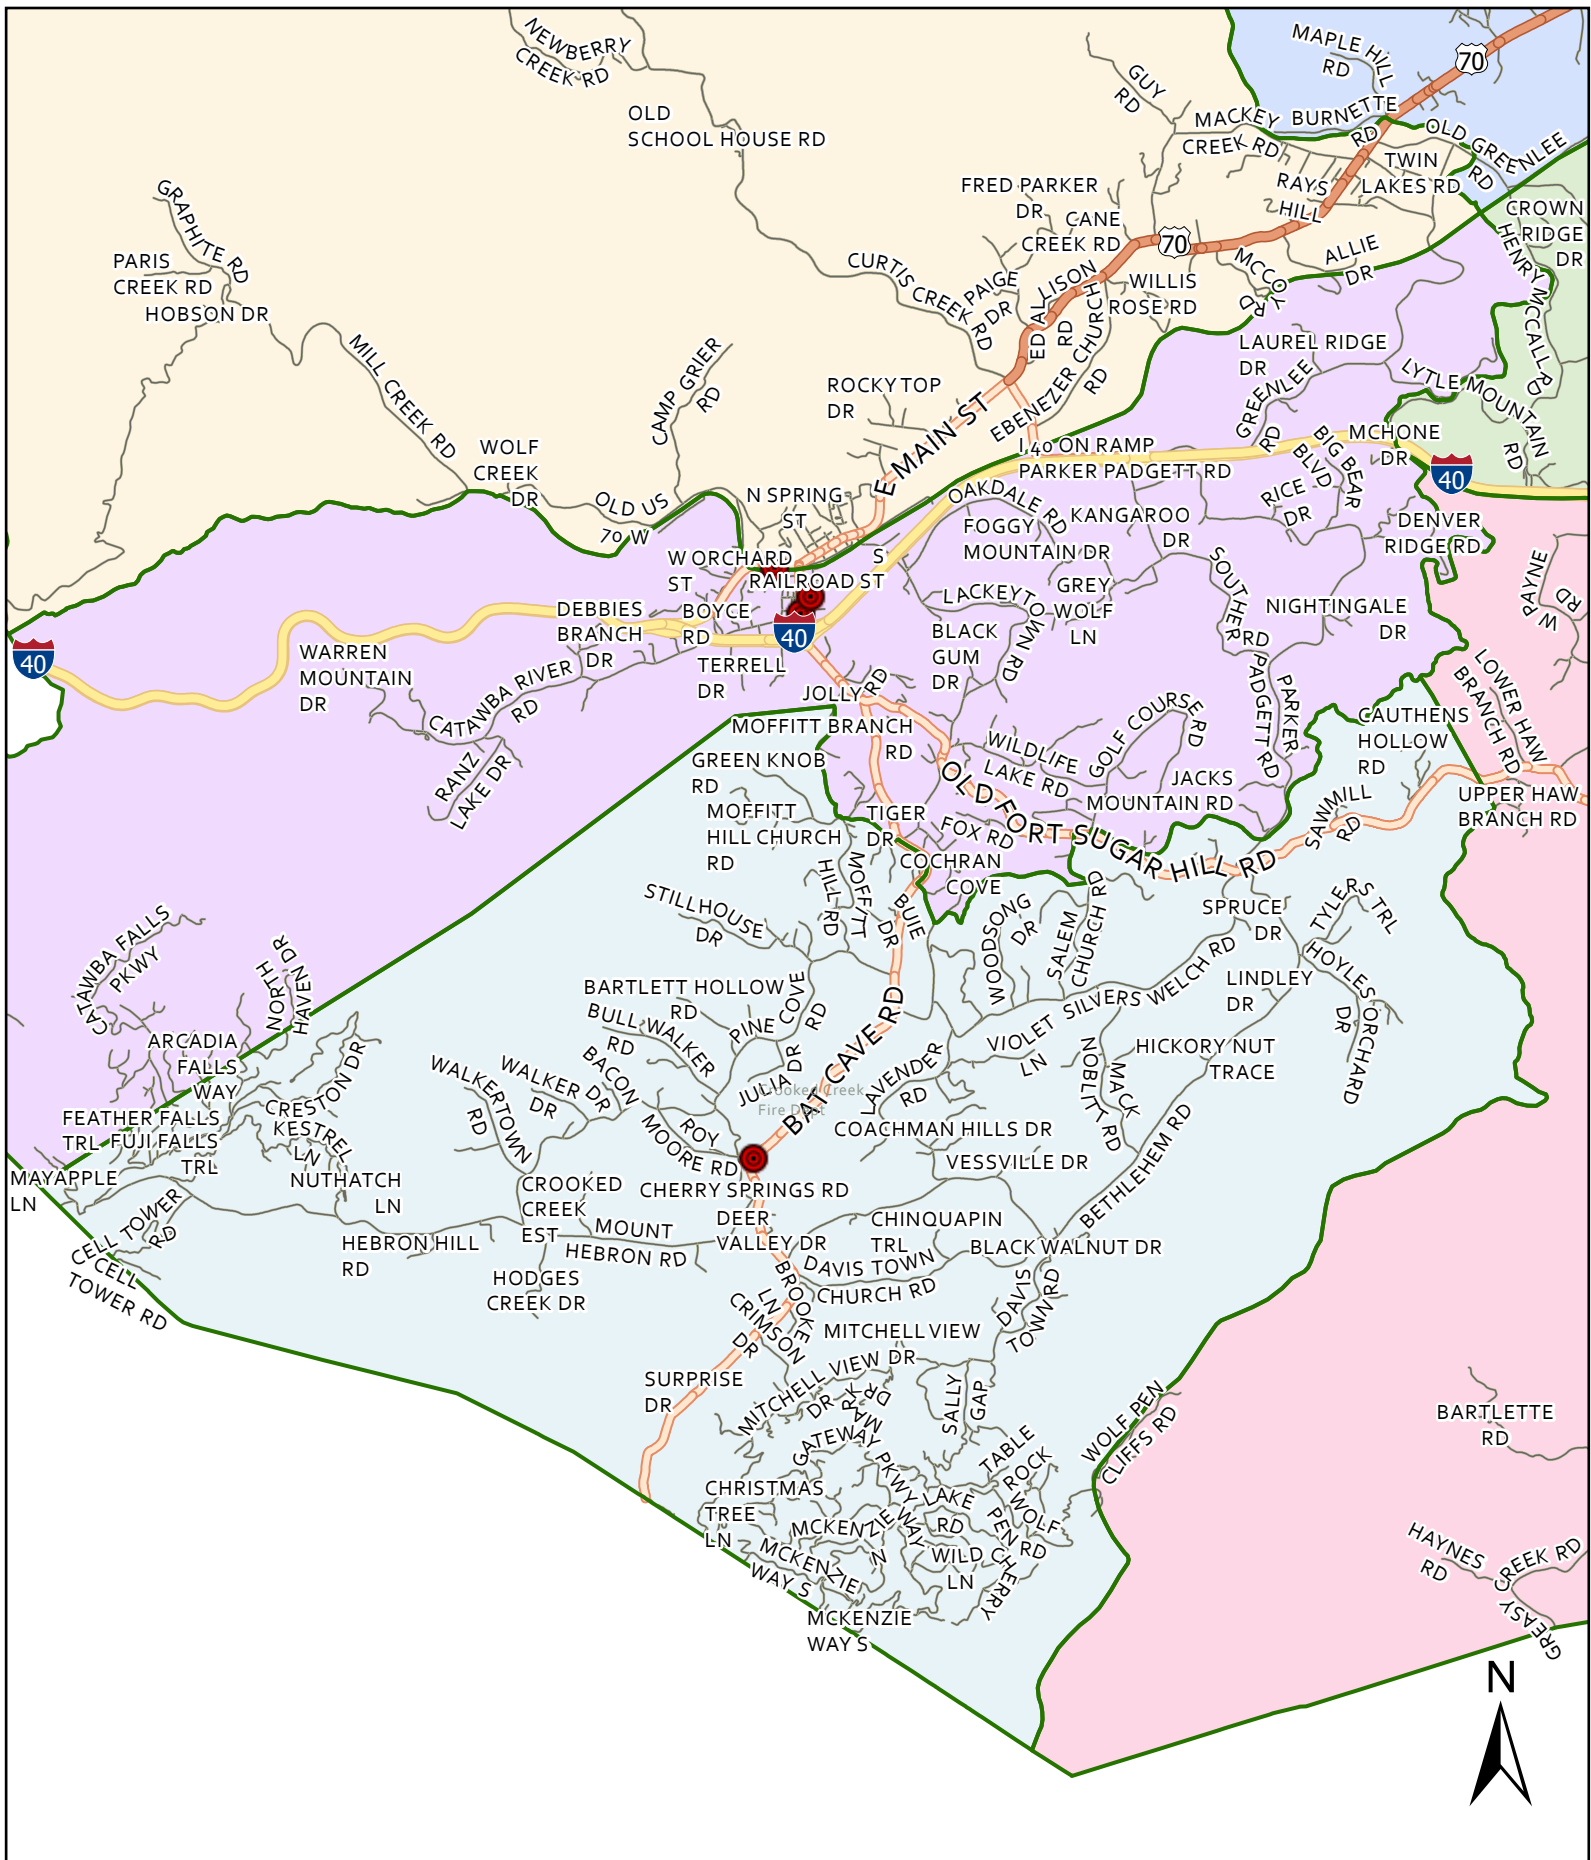 NEWBERRY
CREEK RD
OLD
SCHOOL HOUSE RD
GUY
RD
MAPLE HILL
RD
70
MACKEY
CREEK RD
BURNETTE
RD
OLD GREENLEE
RD
TWIN
LAKES RD
RAYS
HILL
CROWN
RIDGE
DR
FRED PARKER
DR
CANE
CREEK RD
70
GRAPHITE RD
PARIS
CREEK RD
HOBSON DR
CURTIS CREEK RD
PAIGE
DR
ED ALLISON
RD
WILLIS
ROSE RD
MCCOY
RD
ALLIE
DR
HENRY MCCALL RD
MILL CREEK RD
CAMP GRIER
RD
ROCKY TOP
DR
E MAIN ST
EBENEZER CHURCH
RD
LAUREL RIDGE
DR
GREENLEE
RD
LYTLE MOUNTAIN
RD
WOLF
CREEK
DR
OLD US
70 W
N SPRING
ST
I 40 ON RAMP
PARKER PADGETT RD
BIG BEAR
BLVD
MCHONE
DR
40
OAKDALE RD
FOGGY
MOUNTAIN DR
KANGAROO
DR
RICE
DR
DENVER
RIDGE RD
W ORCHARD
ST
S
RAILROAD ST
DEBBIES
BRANCH
DR
BOYCE
RD
40
LACKEYTOWN RD
GREY
WOLF
LN
SOUTHER
RD
NIGHTINGALE
DR
W PAYNE
RD
40
WARREN
MOUNTAIN
DR
TERRELL
DR
BLACK
GUM
DR
JOLLY RD
CATAWBA RIVER
RD
RANZ
LAKE DR
MOFFITT BRANCH
RD
GREEN KNOB
RD
WILDLIFE
LAKE RD
GOLF COURSE
RD
PARKER
PADGETT RD
CAUTHENS
HOLLOW
RD
LOWER HAW
BRANCH RD
JACKS
MOUNTAIN RD
UPPER HAW
BRANCH RD
MOFFITT
HILL CHURCH
RD
TIGER
DR
OLD FORT SUGAR HILL RD
FOX RD
SAWMILL
RD
COCHRAN
COVE
MOFFITT
HILL RD
BUIE
DR
STILLHOUSE
DR
WOODSONG
DR
SALEM
CHURCH RD
SPRUCE
DR
TYLERS TRL
CATAWBA FALLS
PKWY
NORTH
HAVEN DR
BARTLETT HOLLOW
RD
BULL WALKER
RD
PINE COVE
RD
BAT CAVE RD
VIOLET SILVERS WELCH RD
LN
LINDLEY
DR
HOYLES ORCHARD
DR
ARCADIA
FALLS
WAY
WALKERTOWN
RD
WALKER DR
DR
BACON
JULIA DR
Crooked Creek
Fire Dept
LAVENDER
RD
NOBLITT RD
MACK
HICKORY NUT
TRACE
CRESTON DR
KESTREL
LN
FEATHER FALLS
TRL
FUJI FALLS
TRL
ROY
MOORE RD
COACHMAN HILLS DR
VESSVILLE DR
BETHLEHEM RD
MAYAPPLE
LN
NUTHATCH
LN
CROOKED
CREEK
EST
CHERRY SPRINGS RD
DEER
VALLEY DR
CHINQUAPIN
TRL
BLACK WALNUT DR
CELL TOWER
RD
CELL
TOWER RD
HEBRON HILL
RD
MOUNT
HEBRON RD
HODGES
CREEK DR
DAVIS TOWN
CHURCH RD
BROOKE
LN
CRIMSON
DR
DAVIS
TOWN RD
MITCHELL VIEW
DR
MITCHELL VIEW
DR
SURPRISE
DR
MARK
DR
SALLY
GAP
GATEWAY PKWY
WOLF PEN
CLIFFS RD
BARTLETTE
RD
TABLE
ROCK
CHRISTMAS
TREE
LN
LAKE
RD
WOLF
PEN RD
MCKENZIE WAY
N
MCKENZIE
WAY S
WILD CHERRY
LN
MCKENZIE
WAY S
HAYNES
RD
GREASY CREEK RD
N